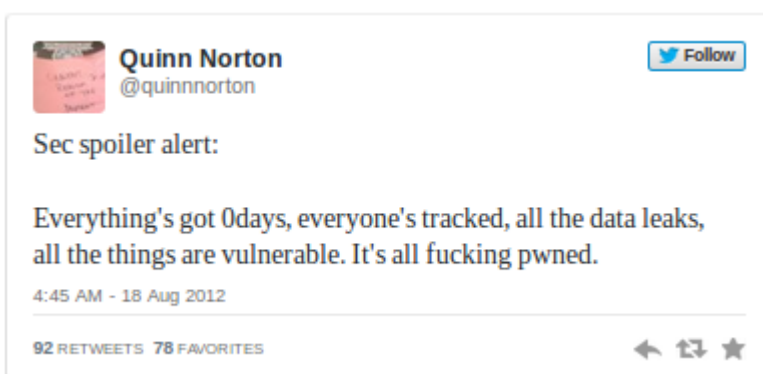 Quinn Norton
Follow
@quinnnorton
Sec spoiler alert:
Everything's got 0days, everyone's tracked, all the data leaks,
all the things are vulnerable. It's all fucking pwned.
4:45 AM - 18 Aug 2012
92 RETWEETS 78 FAVORITES